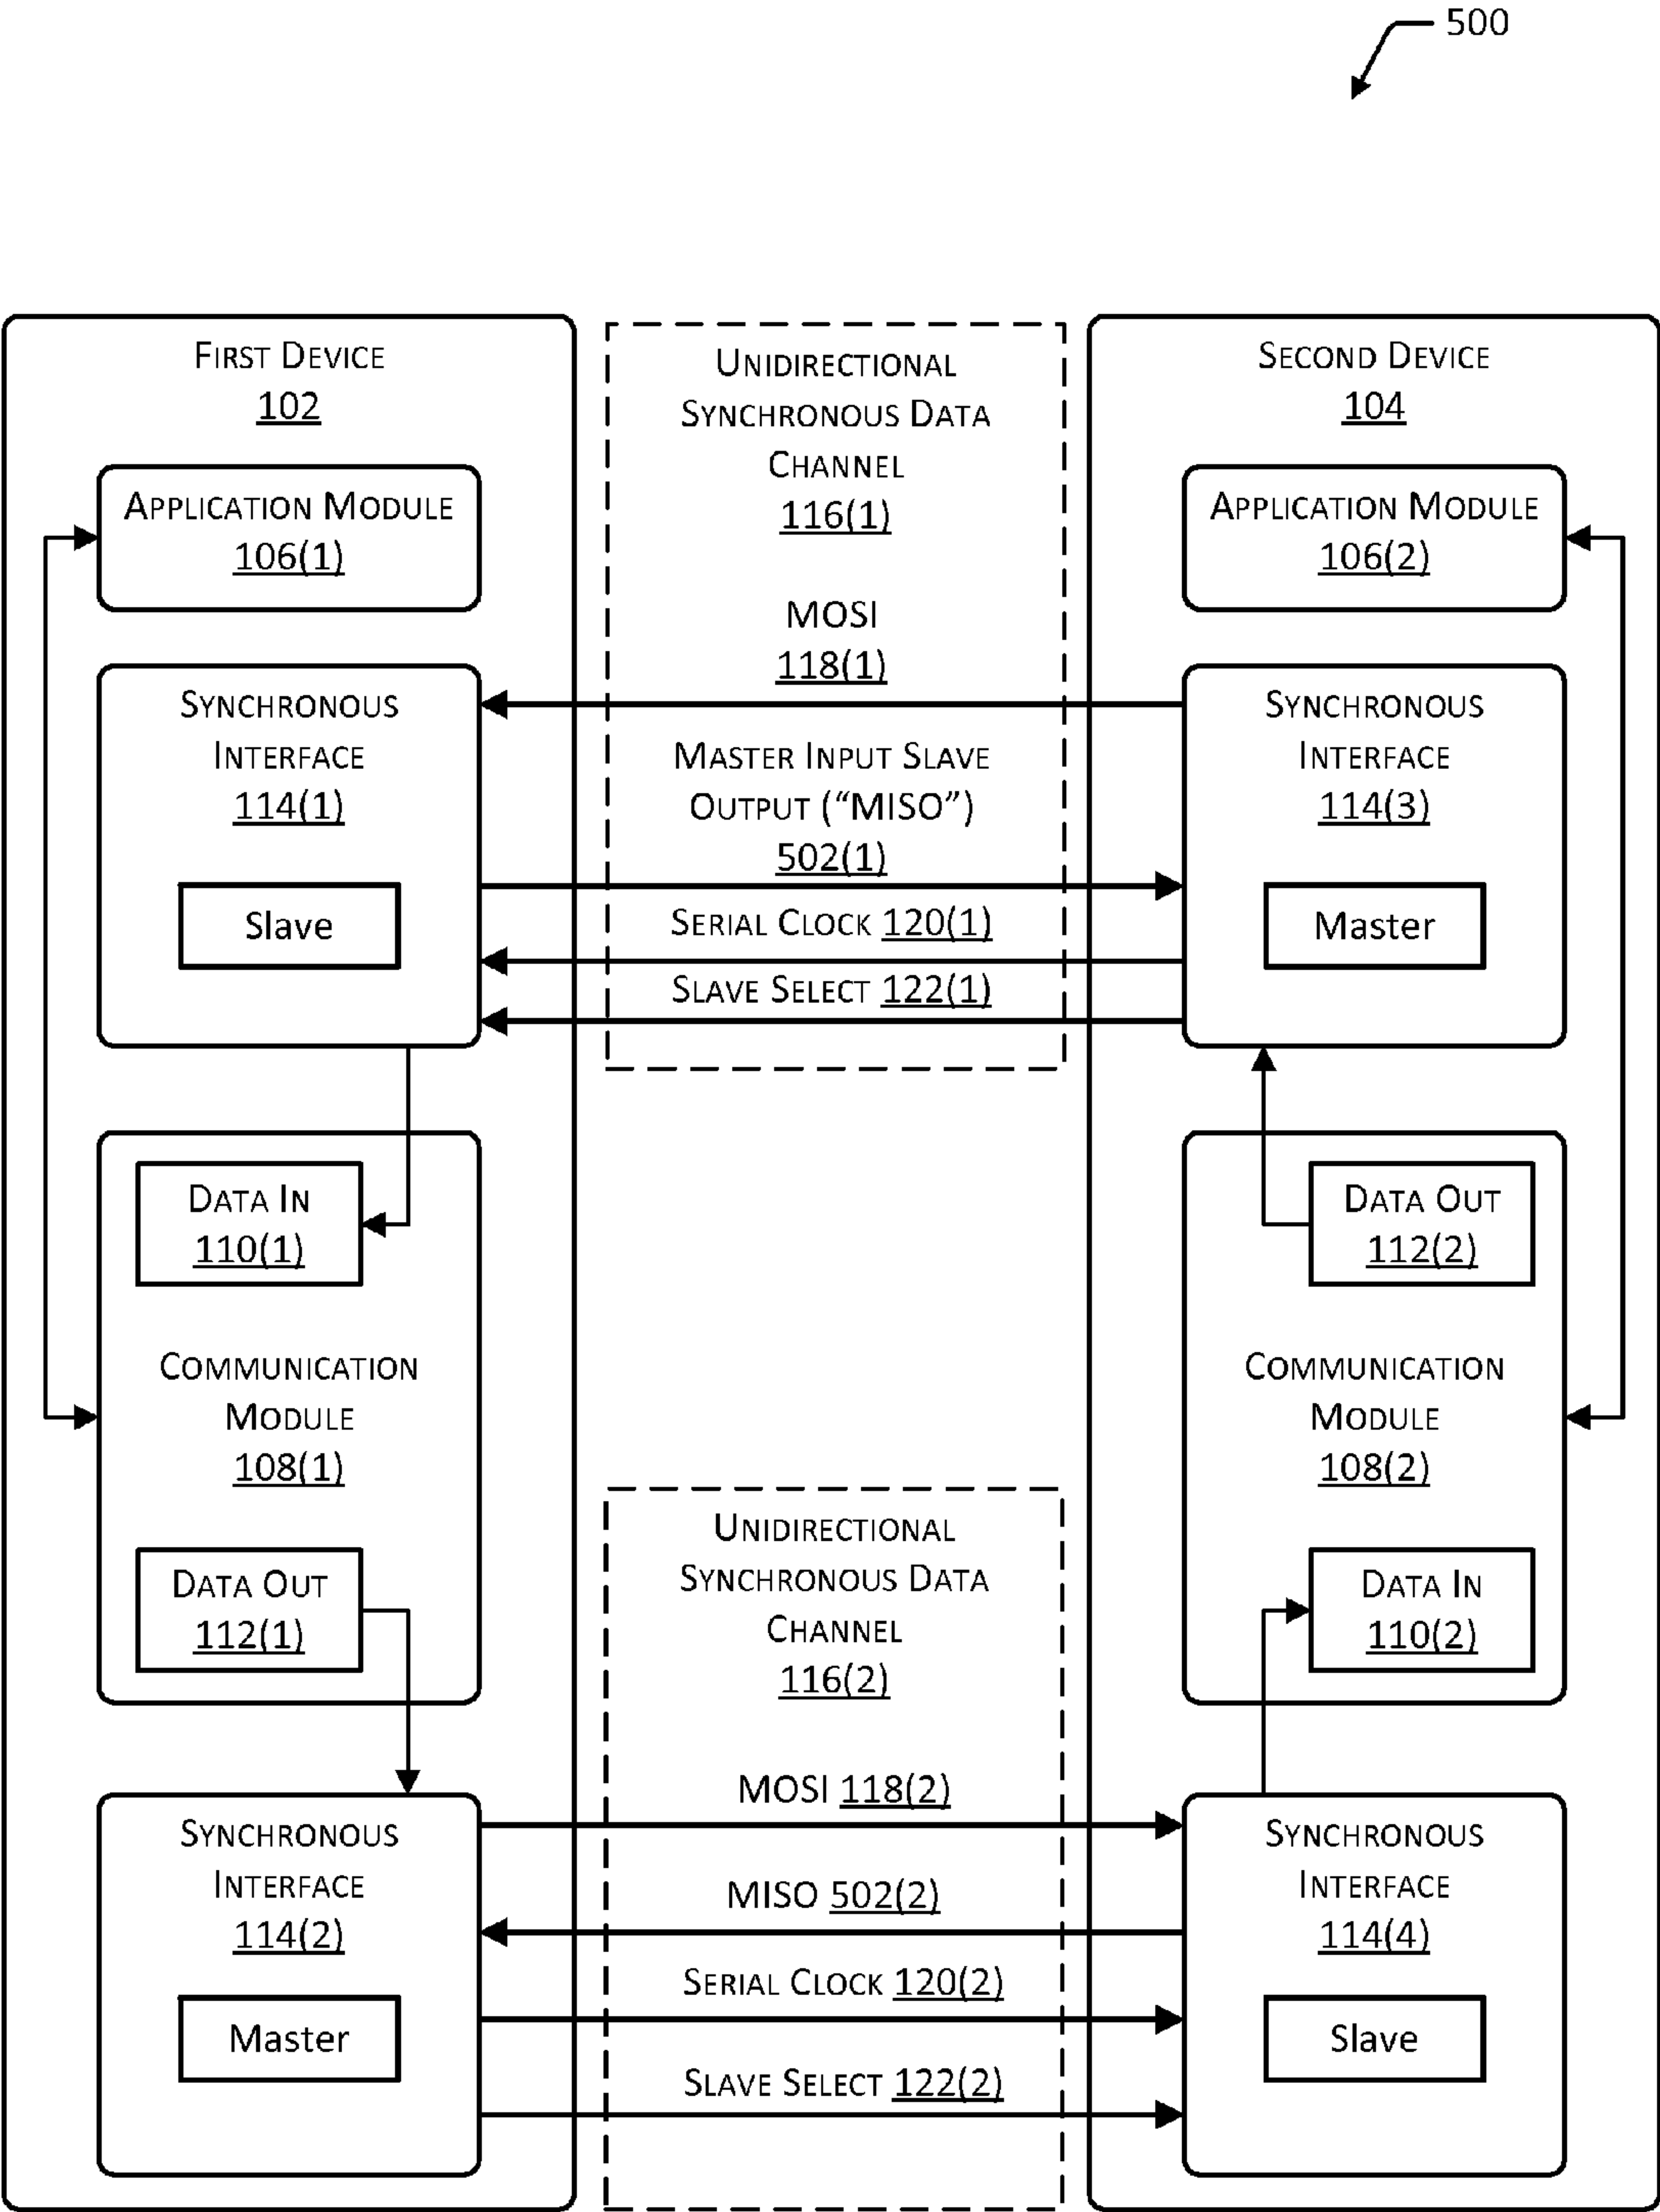 500
FIRST DEVICE
102
APPLICATION MODULE
106(1)
SYNCHRONOUS
INTERFACE
114(1)
Slave
DATA IN
110(1)
COMMUNICATION
MODULE
108(1)
DATA OUT
112(1)
SYNCHRONOUS
INTERFACE
114(2)
Master
UNIDIRECTIONAL
SYNCHRONOUS DATA
CHANNEL
116(1)
MOSI
118(1)
MASTER INPUT SLAVE
OUTPUT (“MISO”)
502(1)
SERIAL CLOCK 120(1)
SLAVE SELECT 122(1)
UNIDIRECTIONAL
SYNCHRONOUS DATA
CHANNEL
116(2)
MOSI 118(2)
MISO 502(2)
SERIAL CLOCK 120(2)
SLAVE SELECT 122(2)
SECOND DEVICE
104
APPLICATION MODULE
106(2)
SYNCHRONOUS
INTERFACE
114(3)
Master
DATA OUT
112(2)
COMMUNICATION
MODULE
108(2)
DATA IN
110(2)
SYNCHRONOUS
INTERFACE
114(4)
Slave